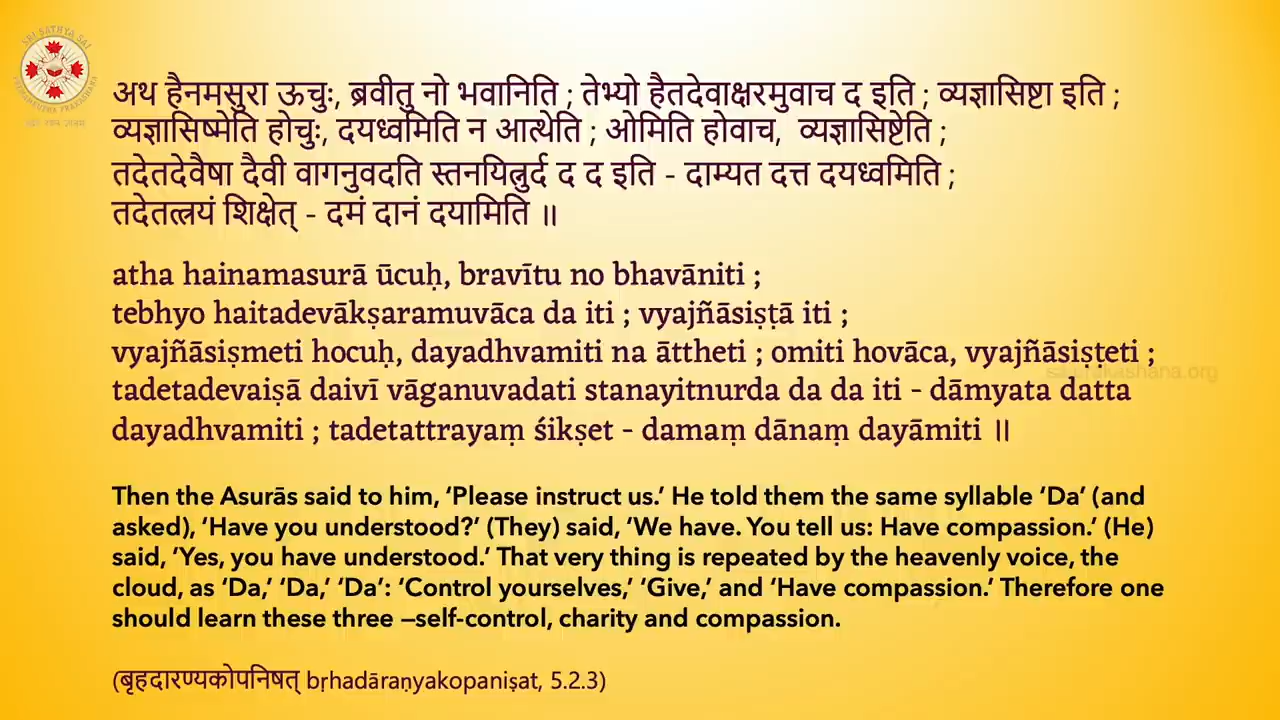 SRI SATHYA SAI
अथ हैनमसुरा ऊचुः, ब्रवीतु नो भवानिति ; तेभ्यो हैतदेवाक्षरमुवाच द इति ; व्यज्ञासिष्टा इति ;
व्यज्ञासिष्मेति होचुः, दयध्वमिति न आत्थेति ; ओमिति होवाच, व्यज्ञासिष्टेति ;
तदेतदेवैषा दैवी वागनुवदति स्तनयित्नुर्द द द इति - दाम्यत दत्त दयध्वमिति ;
तदेतत्त्रयं शिक्षेत् - दमं दानं दयामिति ॥
atha hainamasurā ūcuḥ, bravītu no bhavāniti ;
tebhyo haitadevākṣaramuvāca da iti ; vyajñāsiṣṭā iti ;
vyajñāsiṣmeti hocuḥ, dayadhvamiti na āttheti ; omiti hovāca, vyajñāsiṣṭeti ;
tadetadevaiṣā daivī vāganuvadati stanayitnurda da da iti - dāmyata datta
dayadhvamiti ; tadetattrayaṃ śikṣet - damaṃ dānaṃ dayāmiti ॥
Then the Asurās said to him, ‘Please instruct us.’ He told them the same syllable ‘Da’ (and
asked), ‘Have you understood?’ (They) said, ‘We have. You tell us: Have compassion.’ (He)
said, ‘Yes, you have understood.’ That very thing is repeated by the heavenly voice, the
cloud, as ‘Da,’ ‘Da,’ ‘Da’: ‘Control yourselves,’ ‘Give,’ and ‘Have compassion.’ Therefore one
should learn these three —self-control, charity and compassion.
(बृहदारण्यकोपनिषत् bṛhadāraṇyakopaniṣat, 5.2.3)